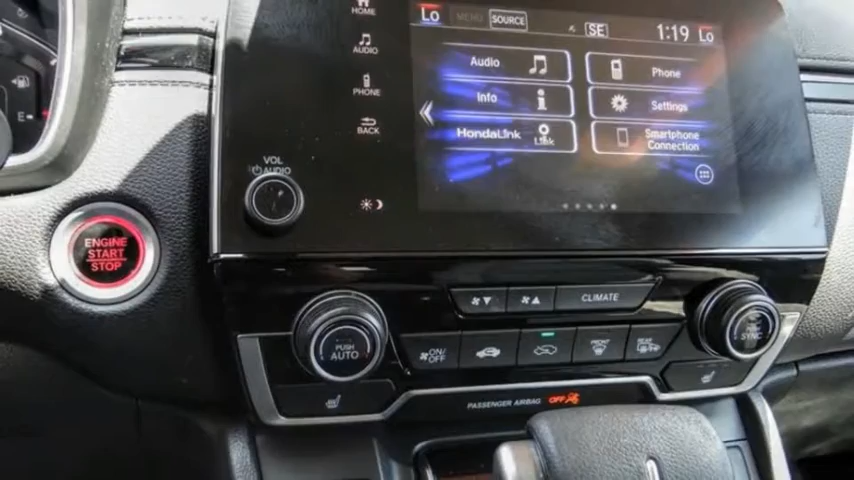 HOME
Lo
MENU
SOURCE
SE
1:19
Lo
AUDIO
Audio
Phone
PHONE
Info
Settings
BACK
HondaLink
Link
Smartphone
Connection
VOL
AUDIO
E
ENGINE
START
STOP
CLIMATE
PUSH
AUTO
ON/
OFF
FRONT
REAR
PUSH
SYNC
PASSENGER AIRBAG
OFF